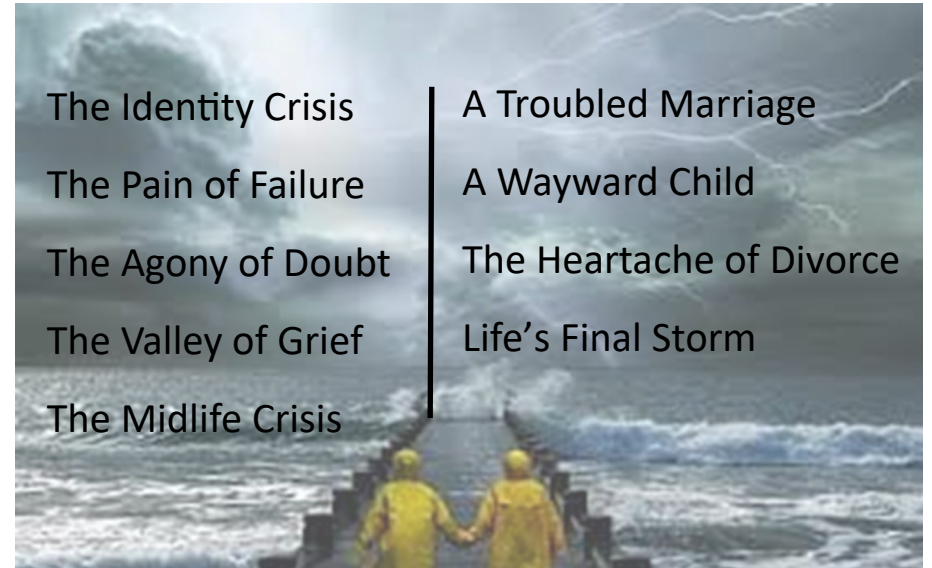 The Identity Crisis
The Pain of Failure
The Agony of Doubt
The Valley of Grief
The Midlife Crisis
A Troubled Marriage
A Wayward Child
The Heartache of Divorce
Life’s Final Storm